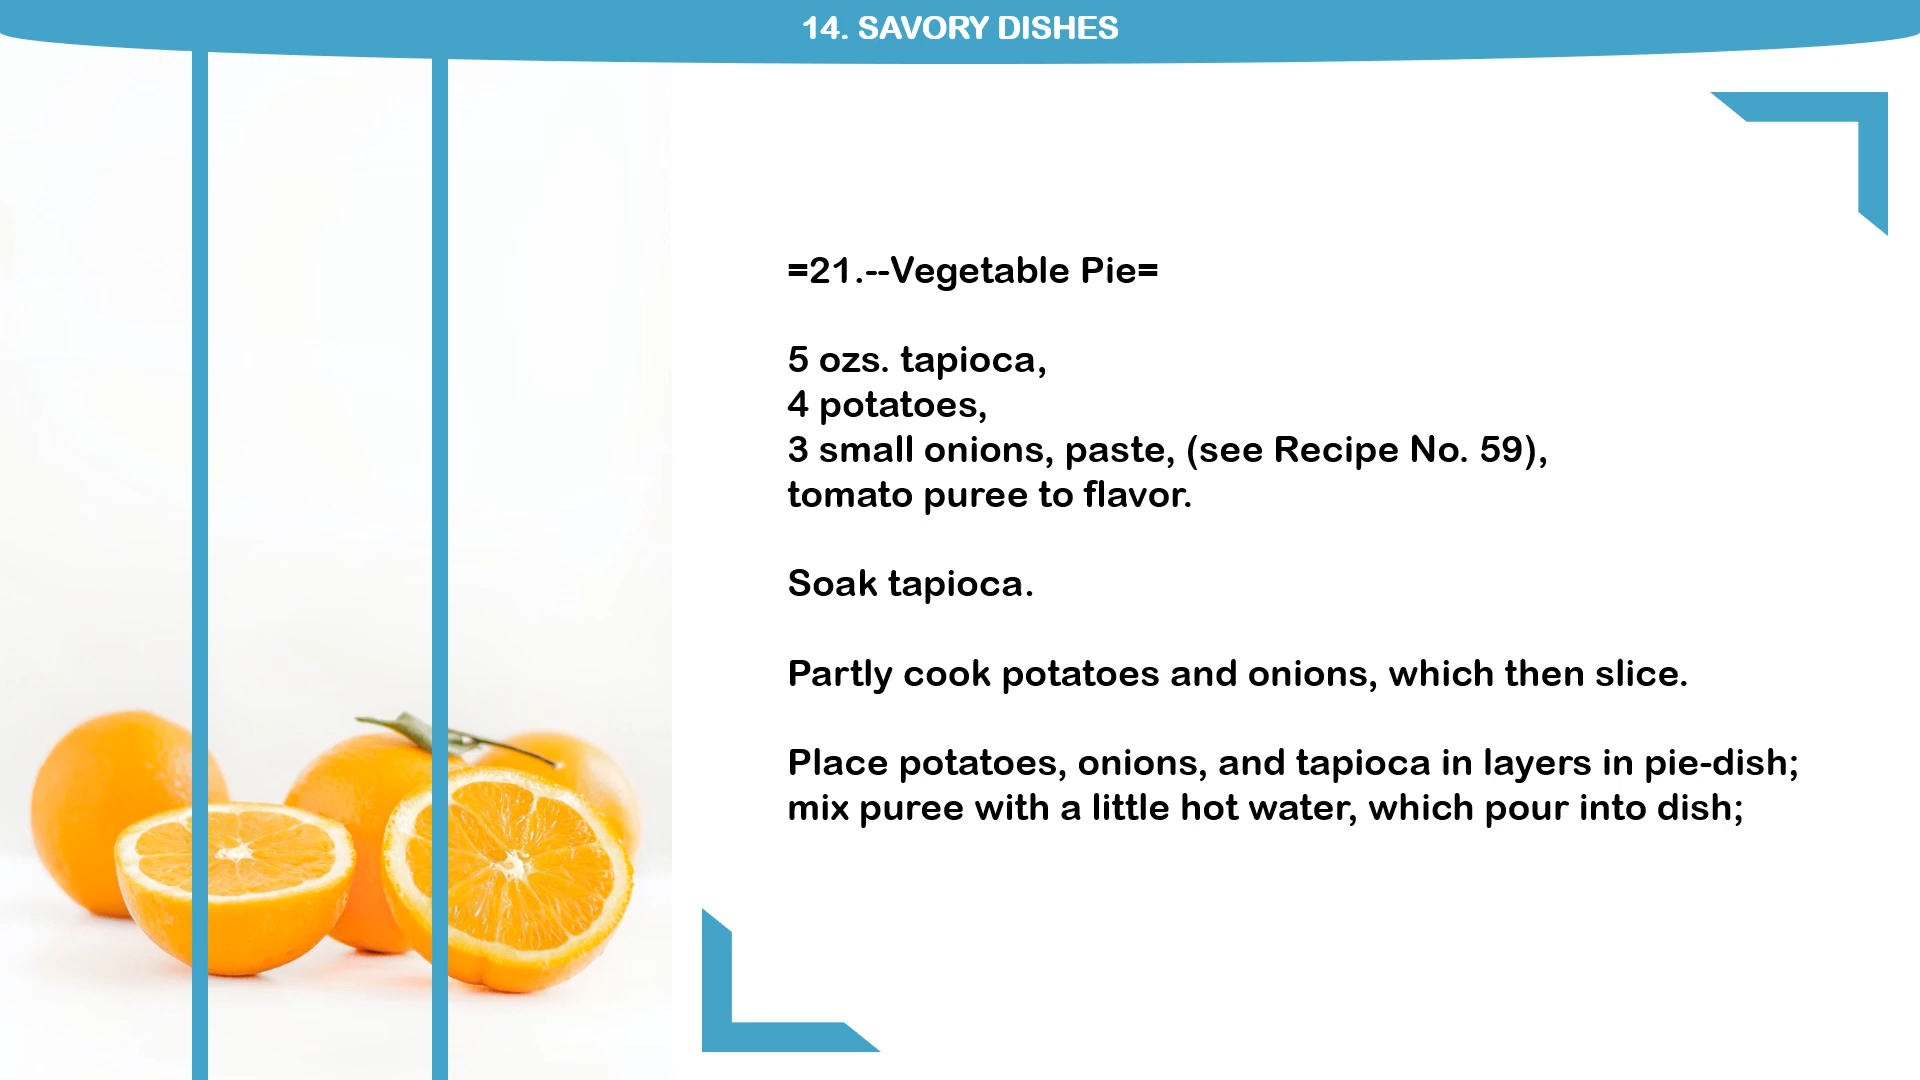 14. SAVORY DISHES
=21.--Vegetable Pie=
5 ozs. tapioca,
4 potatoes,
3 small onions, paste, (see Recipe No. 59),
tomato puree to flavor.
Soak tapioca.
Partly cook potatoes and onions, which then slice.
Place potatoes, onions, and tapioca in layers in pie-dish;
mix puree with a little hot water, which pour into dish;